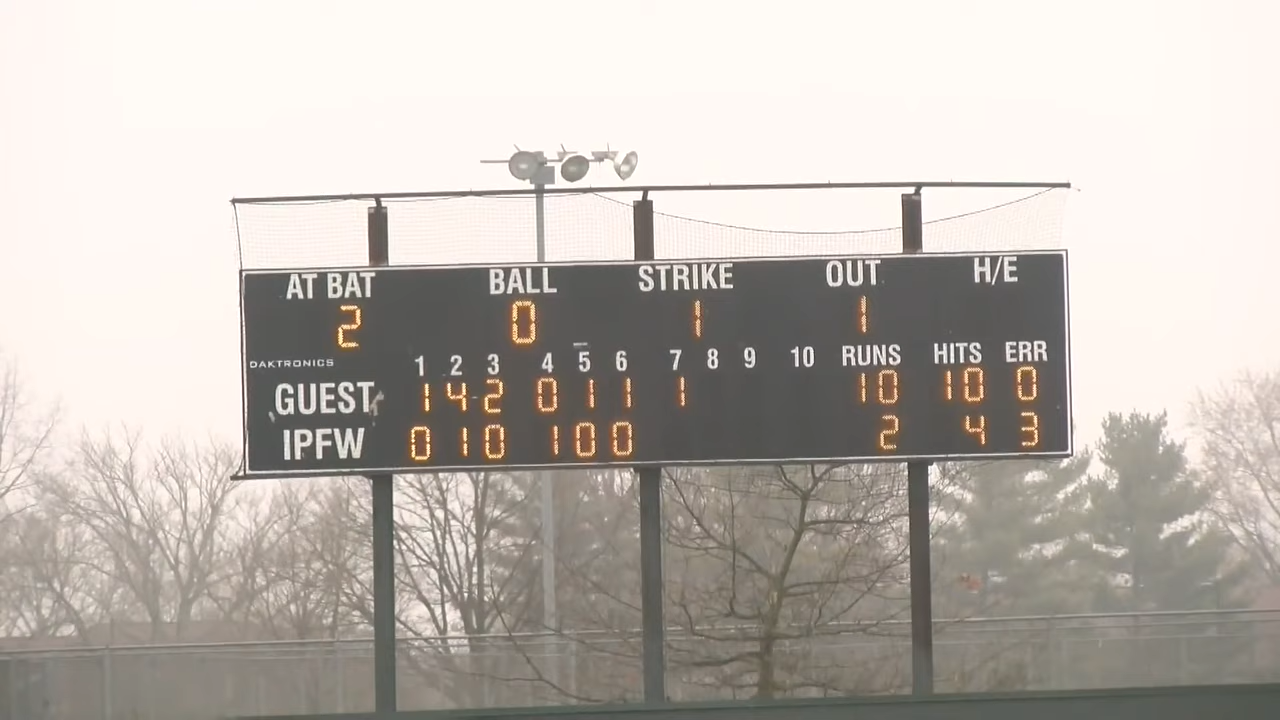 AT BAT BALL STRIKE OUT H/E
2 0 1 1
DAKTRONICS 1 2 3 4 5 6 7 8 9 10 RUNS HITS ERR
GUEST 1 4 2 0 1 1 1 10 10 0
IPFW 0 1 0 1 0 0 2 4 3